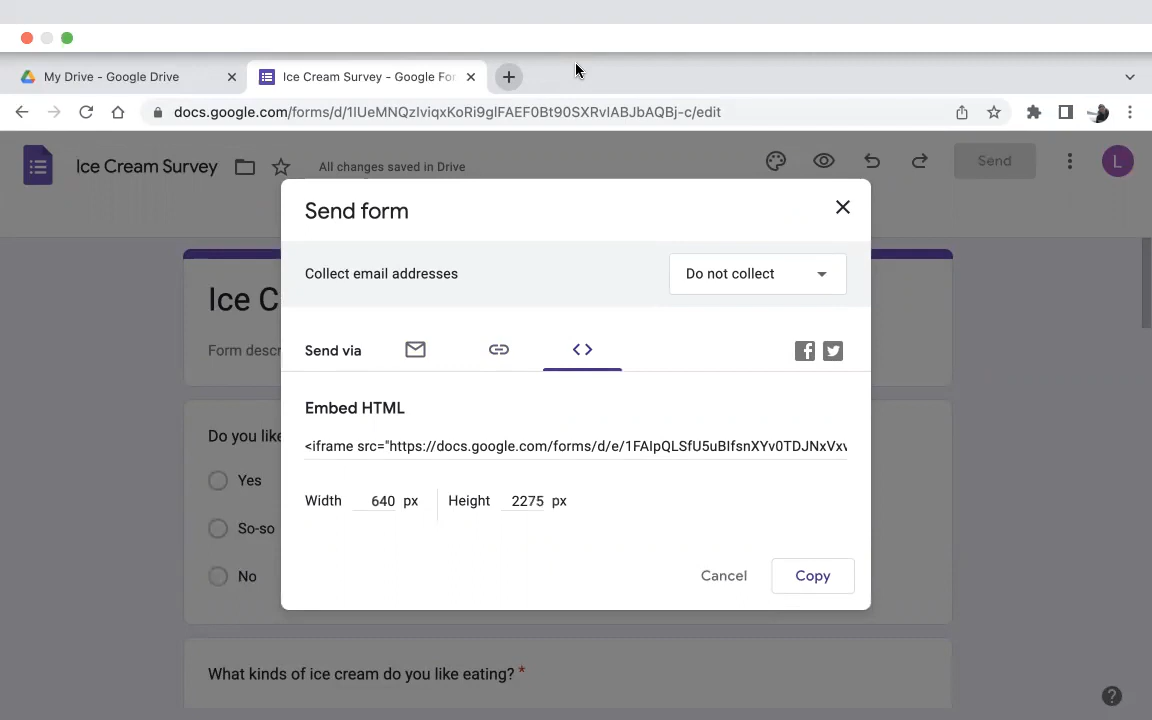 My Drive - Google Drive
Ice Cream Survey - Google For
docs.google.com/forms/d/1lUeMNQzlviqxKoRi9glFAEF0Bt90SXRvlABJbAQBj-c/edit
Ice Cream Survey
All changes saved in Drive
Send
L
Send form
Collect email addresses
Do not collect
Send via
Embed HTML
<iframe src="https://docs.google.com/forms/d/e/1FAIpQLSfU5uBIfsnXYv0TDJNxVxv
Width 640 px Height 2275 px
Cancel Copy
Ice C
Form descr
Do you like
Yes
So-so
No
What kinds of ice cream do you like eating? *